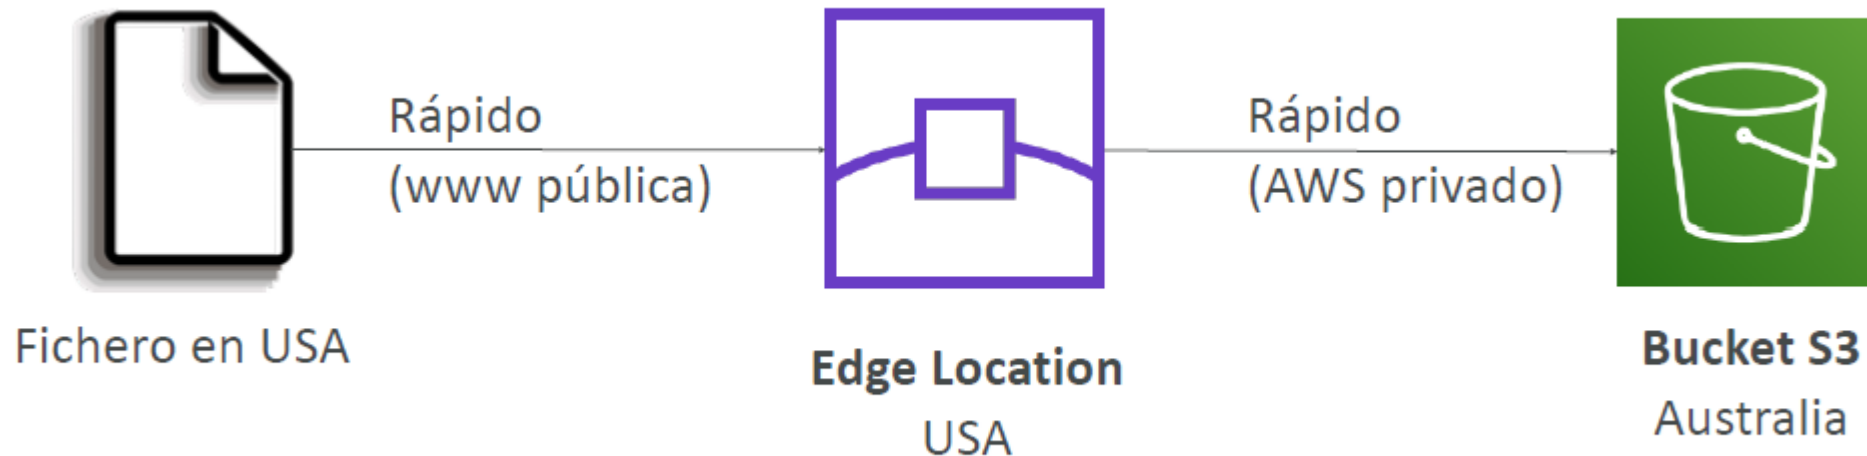 Fichero en USA
Rápido
(www pública)
Edge Location
USA
Rápido
(AWS privado)
Bucket S3
Australia